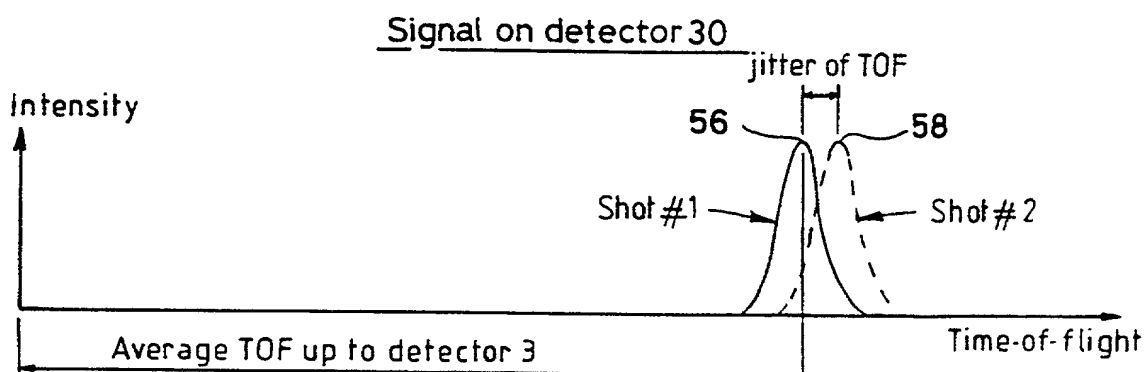 Signal on detector 30
jitter of TOF
Intensity
56
58
Shot #1
Shot # 2
Time-of-flight
Average TOF up to detector 3